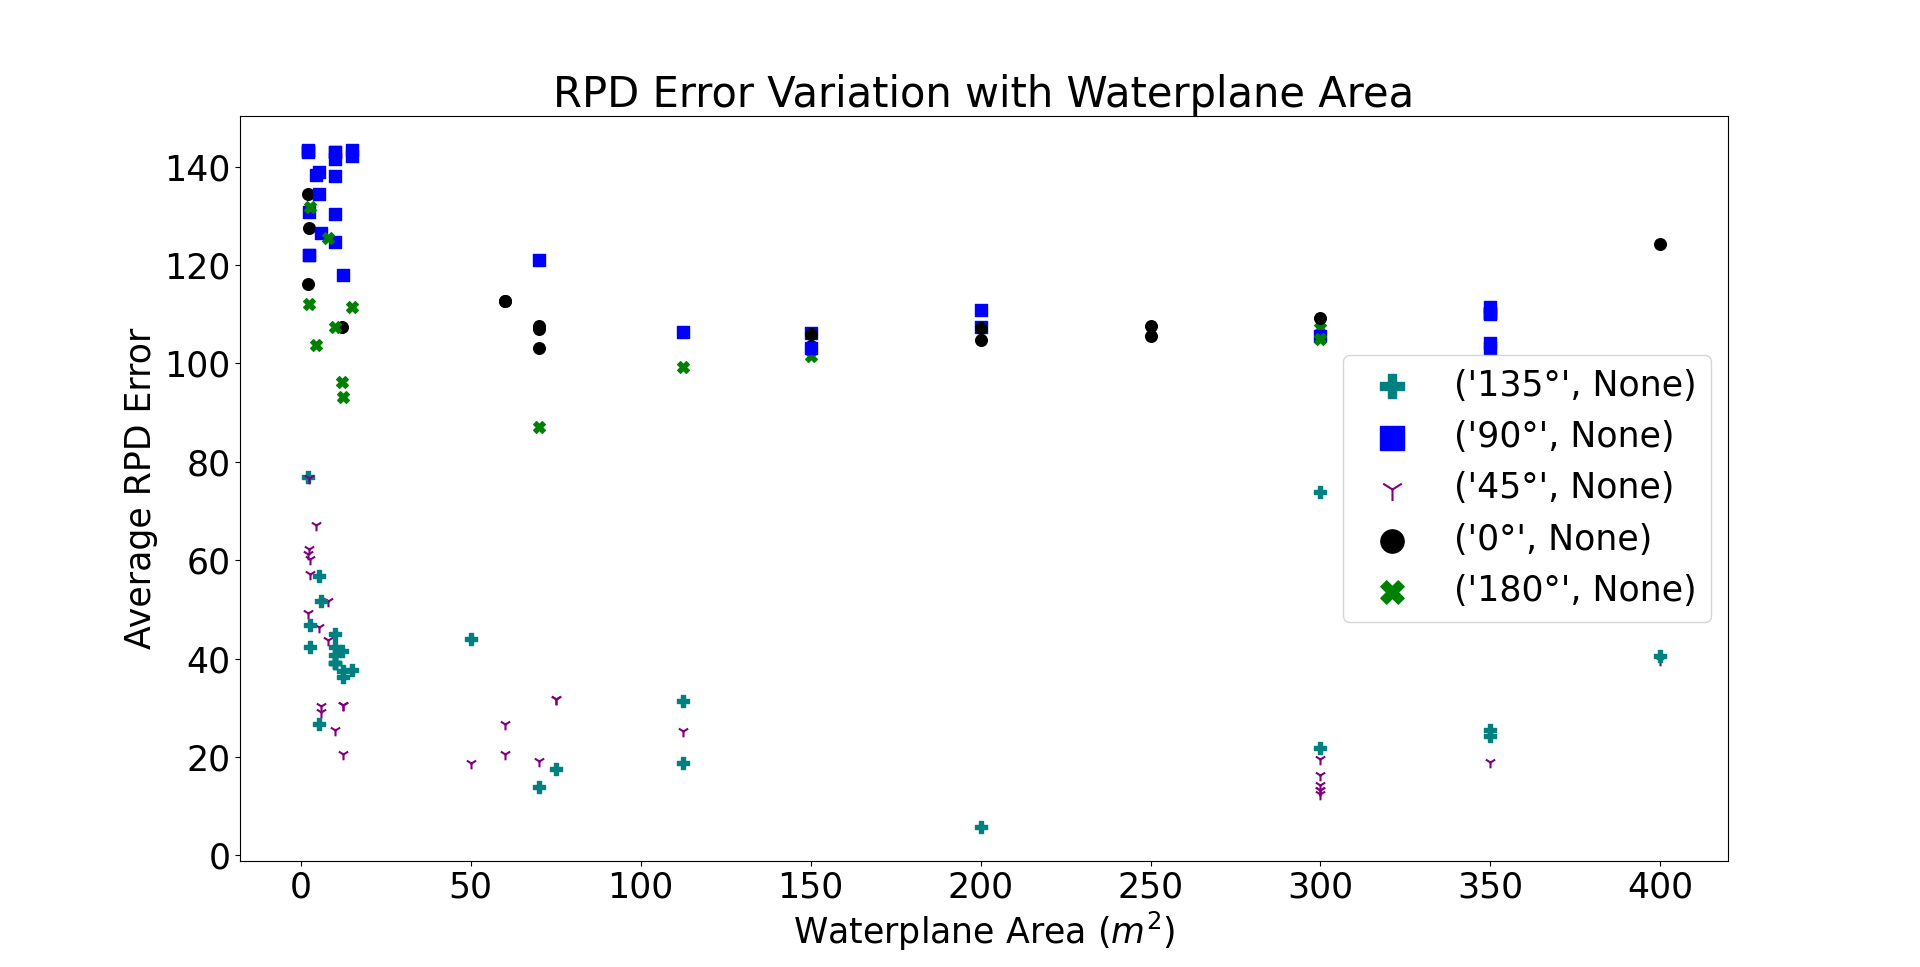 RPD Error Variation with Waterplane Area
Average RPD Error
140
120
100
80
60
40
20
0
('135°', None)
('90°', None)
('45°', None)
('0°', None)
('180°', None)
0 50 100 150 200 250 300 350 400
Waterplane Area (m²)